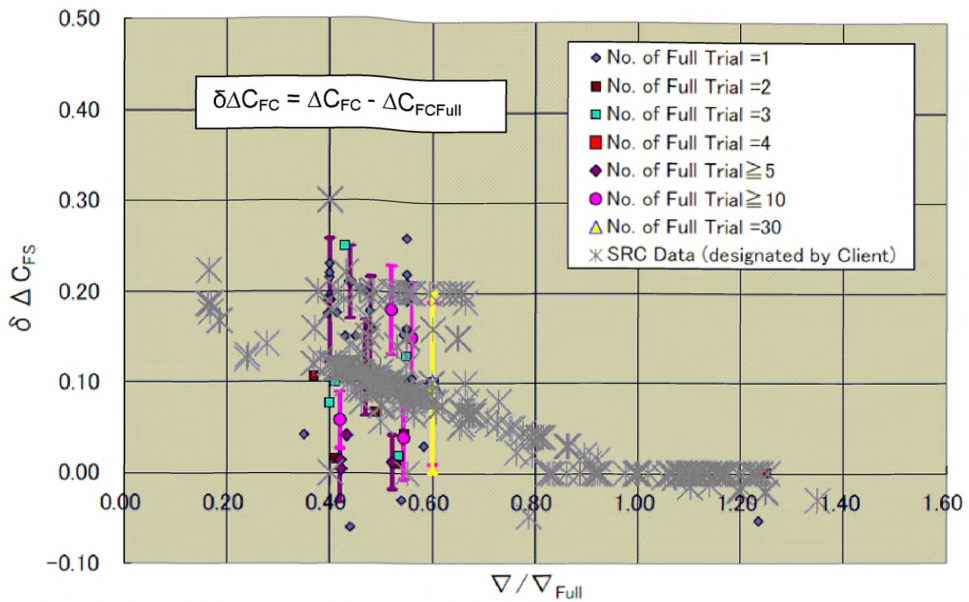 0.50
0.40
0.30
0.20
0.10
0.00
-0.10
δ Δ C_FS
δΔC_FC = ΔC_FC - ΔC_FCFull
No. of Full Trial =1
No. of Full Trial =2
No. of Full Trial =3
No. of Full Trial =4
No. of Full Trial≧5
No. of Full Trial≧10
No. of Full Trial =30
SRC Data (designated by Client)
0.00 0.20 0.40 0.60 0.80 1.00 1.20 1.40 1.60
∇/∇_Full